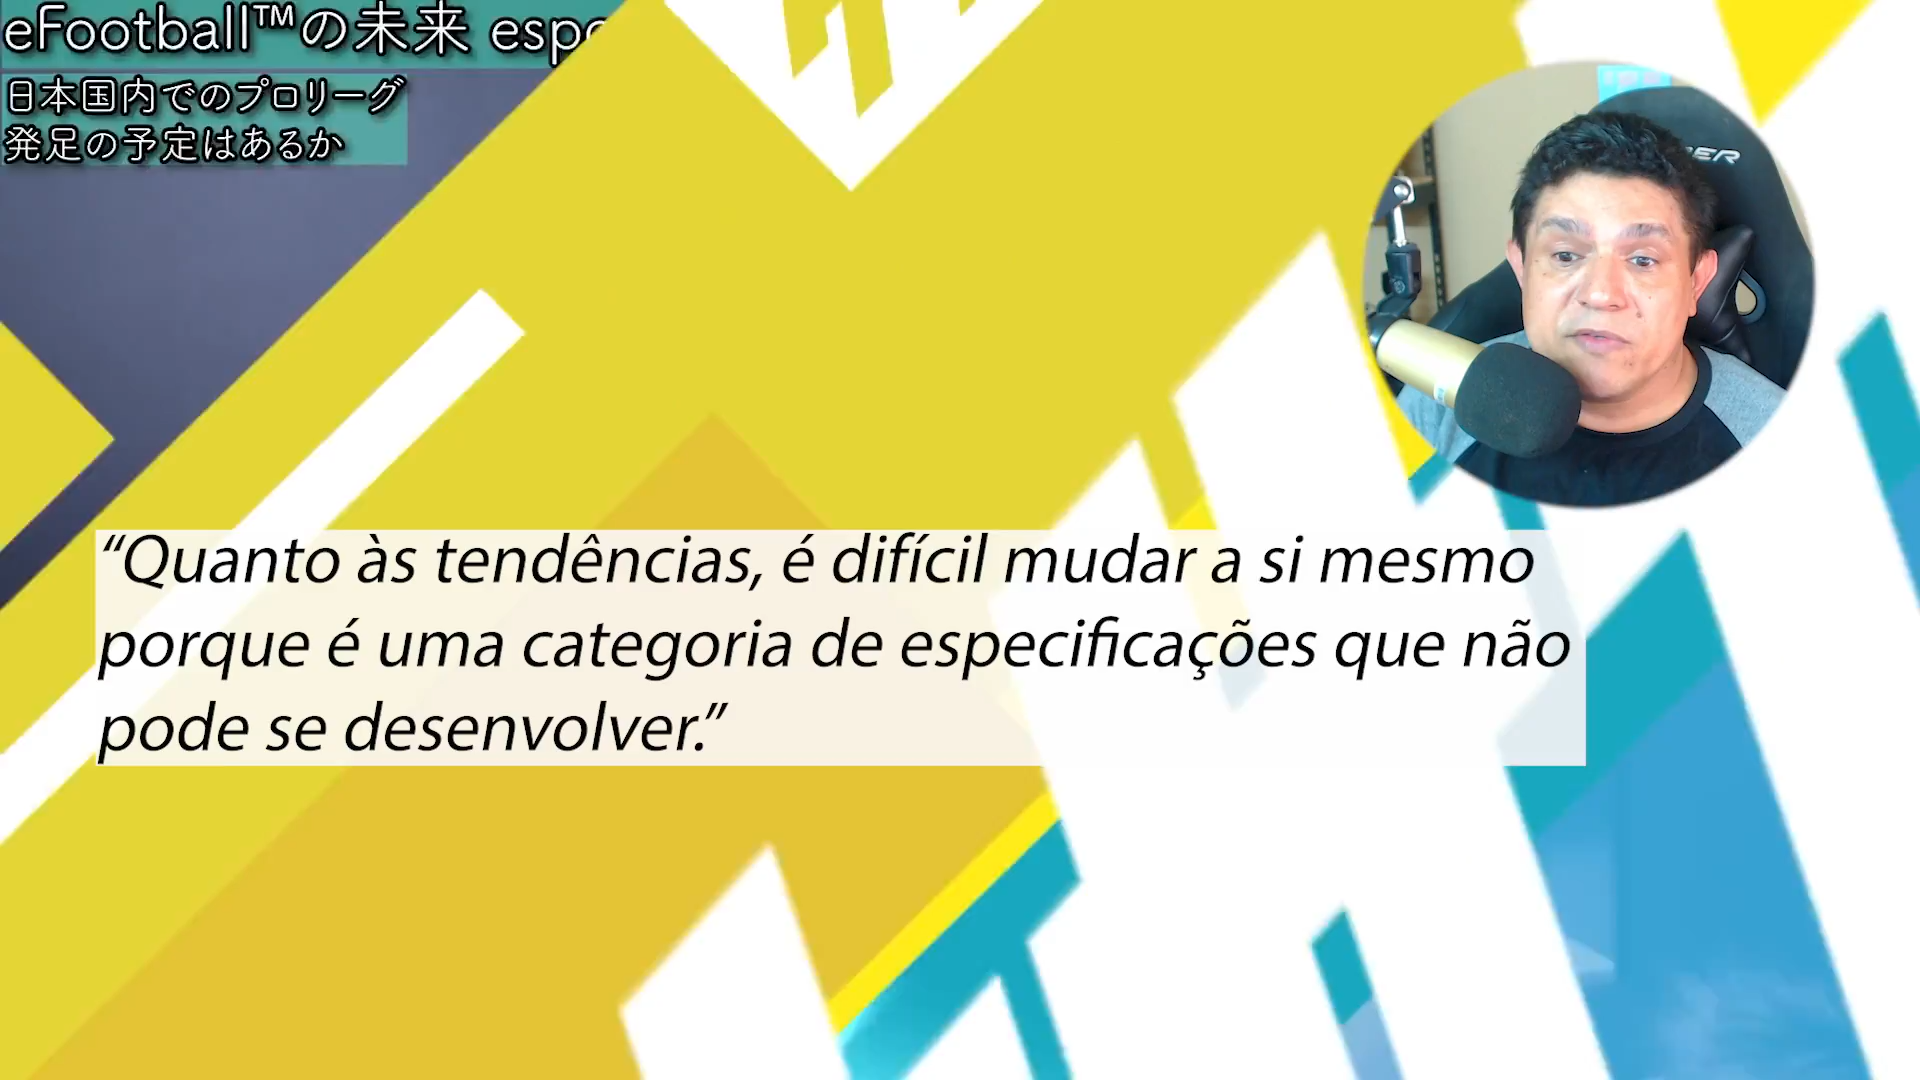 eFootball™の未来 esp
日本国内でのプロリーグ
発足の予定はあるか
“Quanto às tendências, é difícil mudar a si mesmo
porque é uma categoria de especificações que não
pode se desenvolver.”